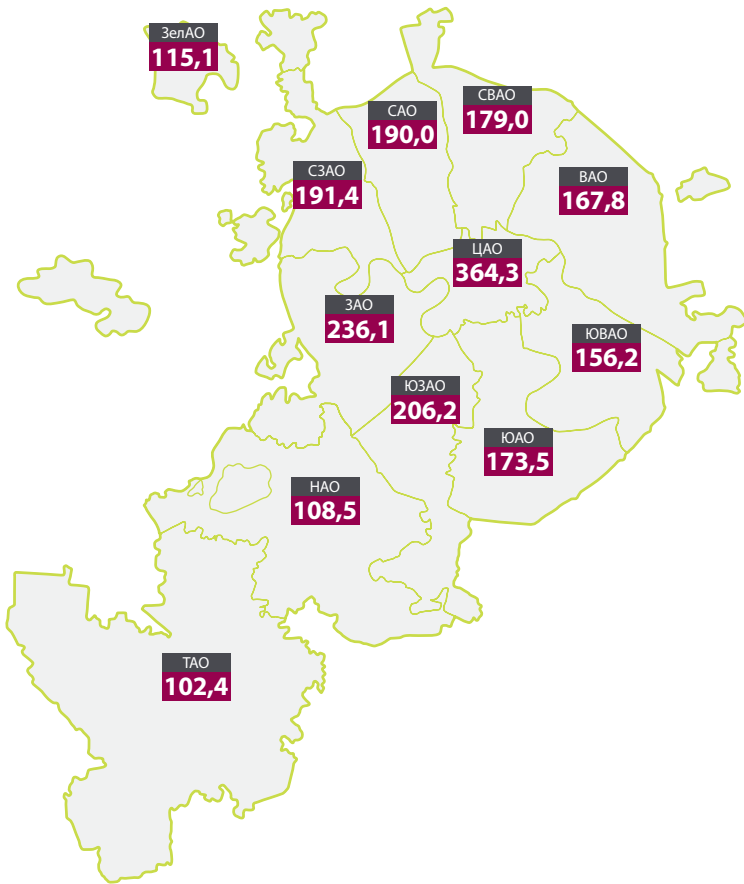 ЗелАО
115,1
СВАО
179,0
САО
190,0
СЗАО
191,4
ВАО
167,8
ЦАО
364,3
ЗАО
236,1
ЮВАО
156,2
ЮЗАО
206,2
ЮАО
173,5
НАО
108,5
ТАО
102,4